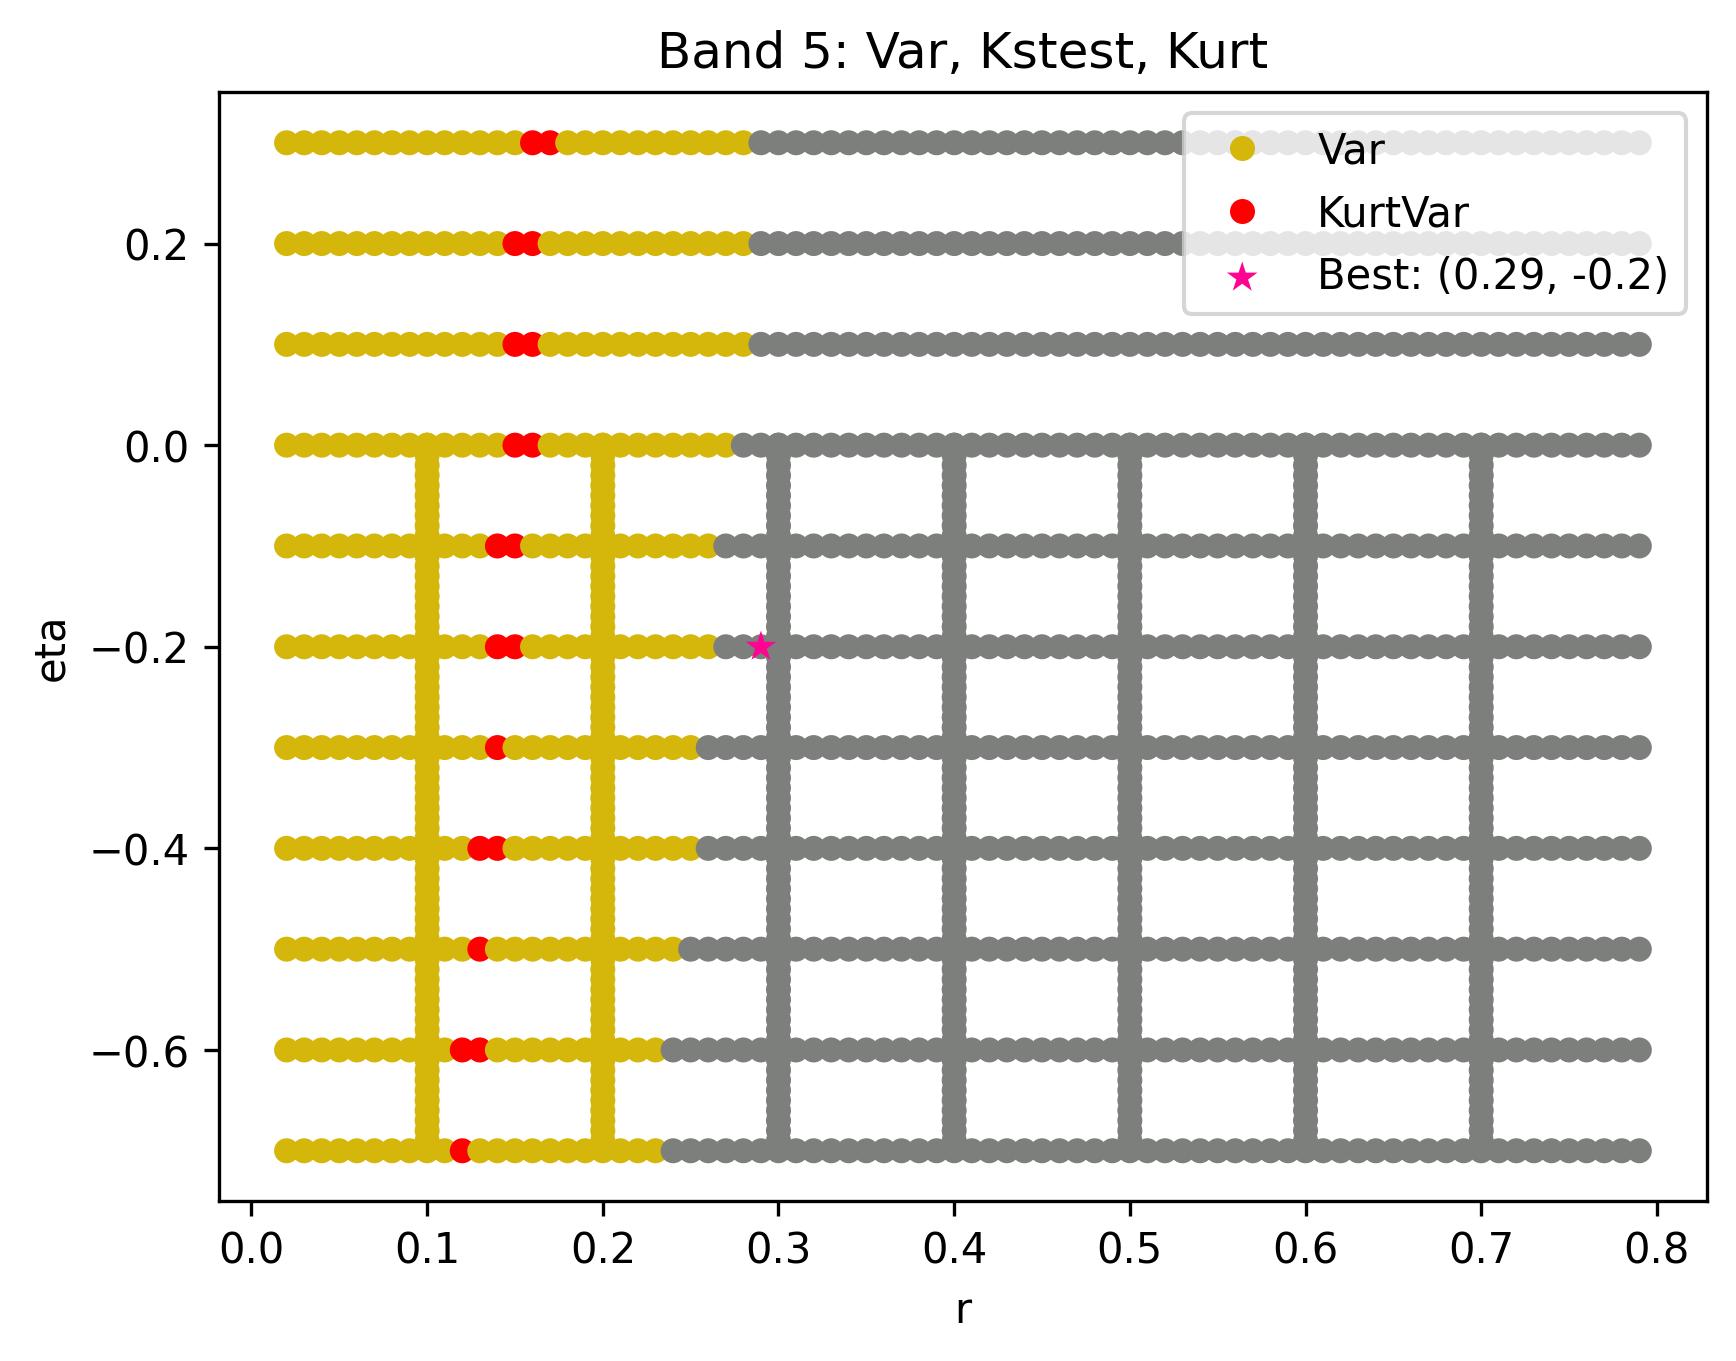 Band 5: Var, Kstest, Kurt
Var
KurtVar
Best: (0.29, -0.2)
0.2
0.0
−0.2
−0.4
−0.6
eta
0.0 0.1 0.2 0.3 0.4 0.5 0.6 0.7 0.8
r